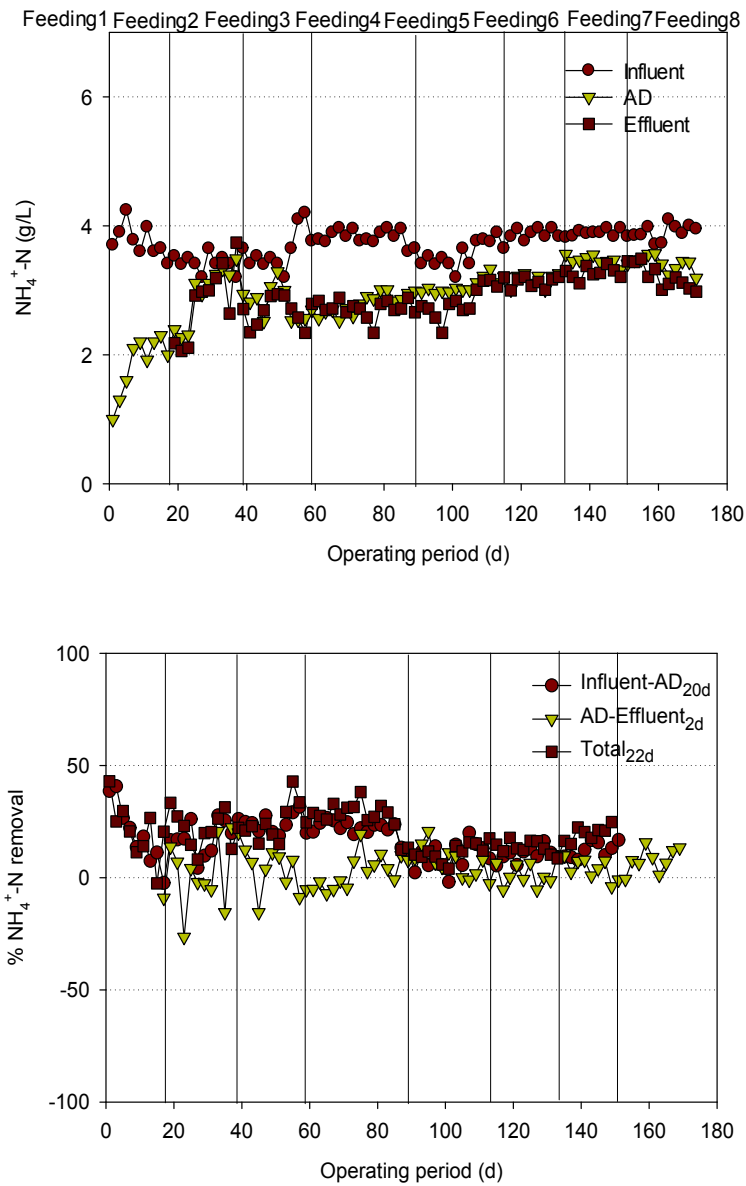 Feeding1 Feeding2 Feeding3 Feeding4 Feeding5 Feeding6 Feeding7 Feeding8
Influent
AD
Effluent
6
4
2
0
NH₄⁺-N (g/L)
0 20 40 60 80 100 120 140 160 180
Operating period (d)
100
50
0
-50
-100
% NH₄⁺-N removal
Influent-AD₂₀d
AD-Effluent₂d
Total₂₂d
0 20 40 60 80 100 120 140 160 180
Operating period (d)